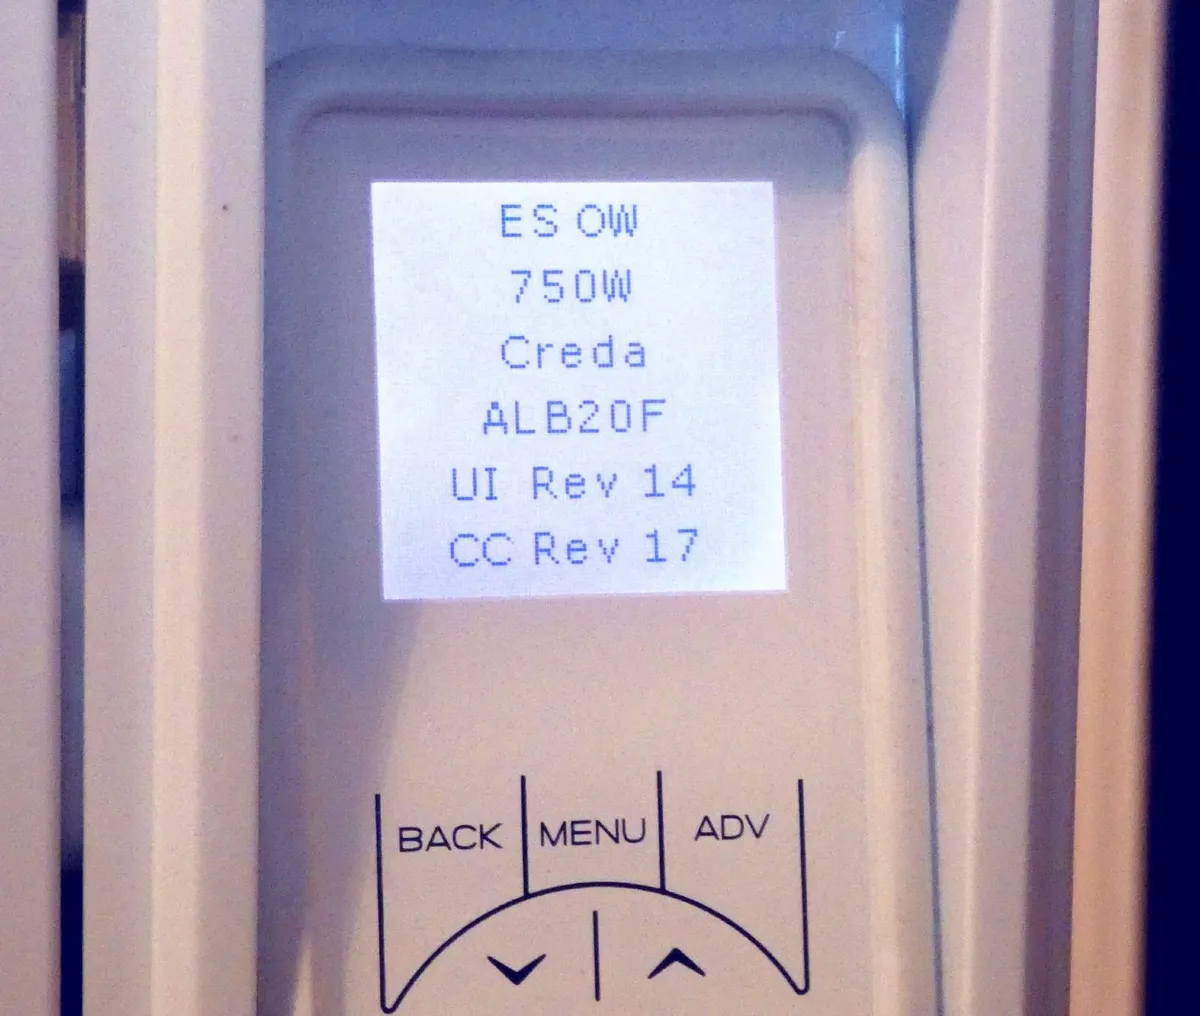 ES OW
750W
Creda
ALB20F
UI Rev 14
CC Rev 17
BACK MENU ADV